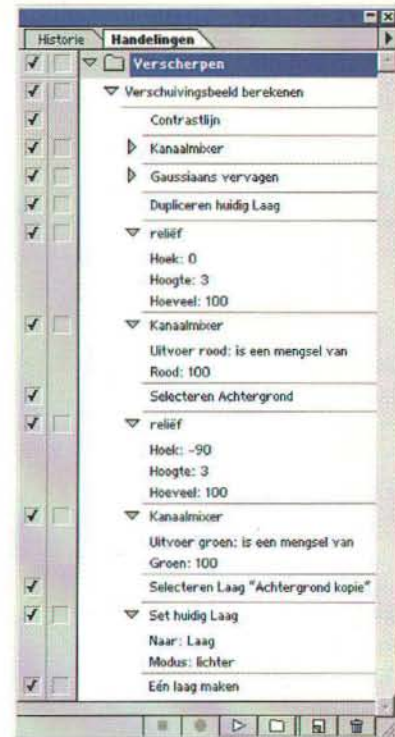 Historie
Handelingen
Verscherpen
Verschuivingsbeeld berekenen
Contrastlijn
Kanaalmixer
Gaussiaans vervagen
Dupliceren huidig Laag
reliëf
Hoek: 0
Hoogte: 3
Hoeveel: 100
Kanaalmixer
Uitvoer rood: is een mengsel van
Rood: 100
Selecteren Achtergrond
reliëf
Hoek: -90
Hoogte: 3
Hoeveel: 100
Kanaalmixer
Uitvoer groen: is een mengsel van
Groen: 100
Selecteren Laag "Achtergrond kopie"
Set huidig Laag
Naar: Laag
Modus: lichter
Eén laag maken